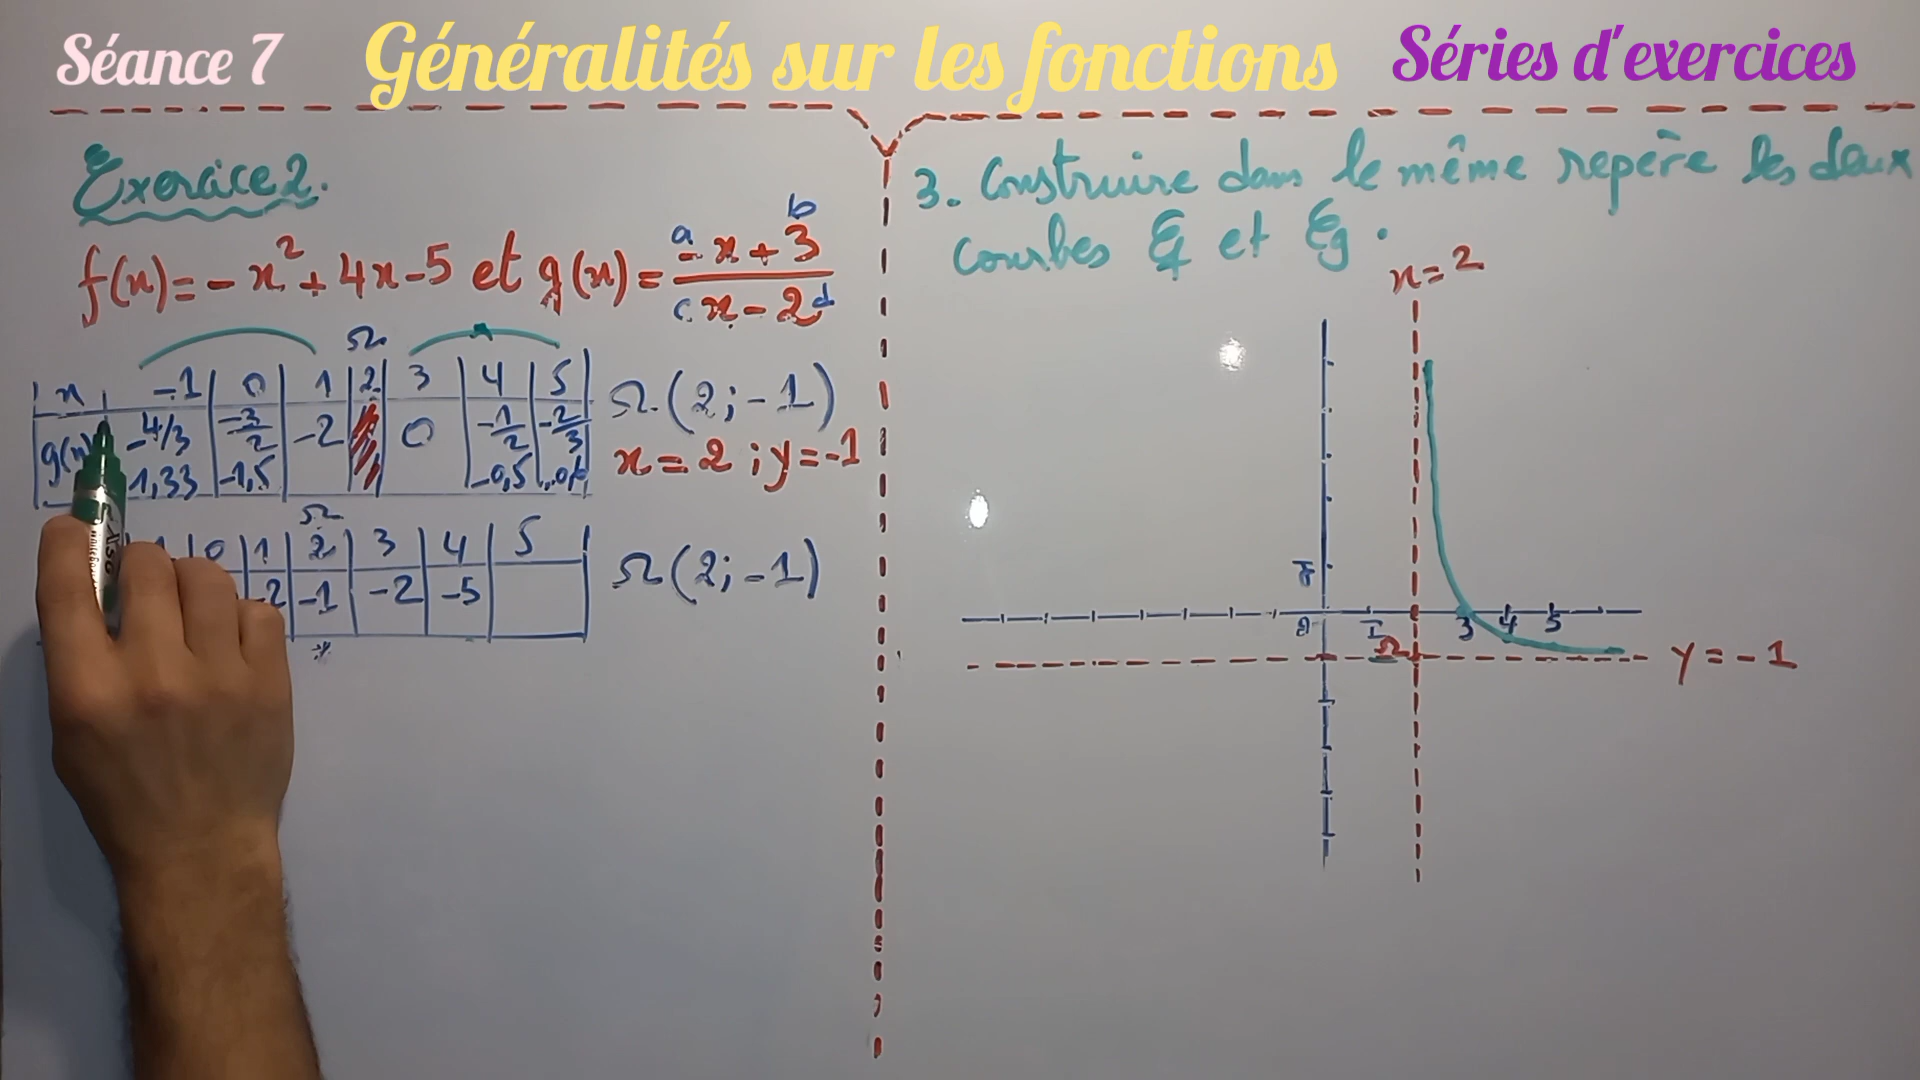 Séance 7 Généralités sur les fonctions Séries d'exercices
Exercice 2.
f(x) = -x² + 4x - 5 et g(x) = (-x + 3)/(x - 2)
a b
c d
Ω
x -1 0 1 2 3 4 5
g(x) -4/3 -3/2 -2 0 -1/2 -2/3
1,33 -1,5 -0,5
Ω(2; -1)
x = 2 ; y = -1
Ω
0 1 2 3 4 5
-2 -1 -2 -5
Ω(2; -1)
3. Construire dans le même repère les deux
courbes Cf et Cg.
x = 2
3 4 5
Ω
y = -1